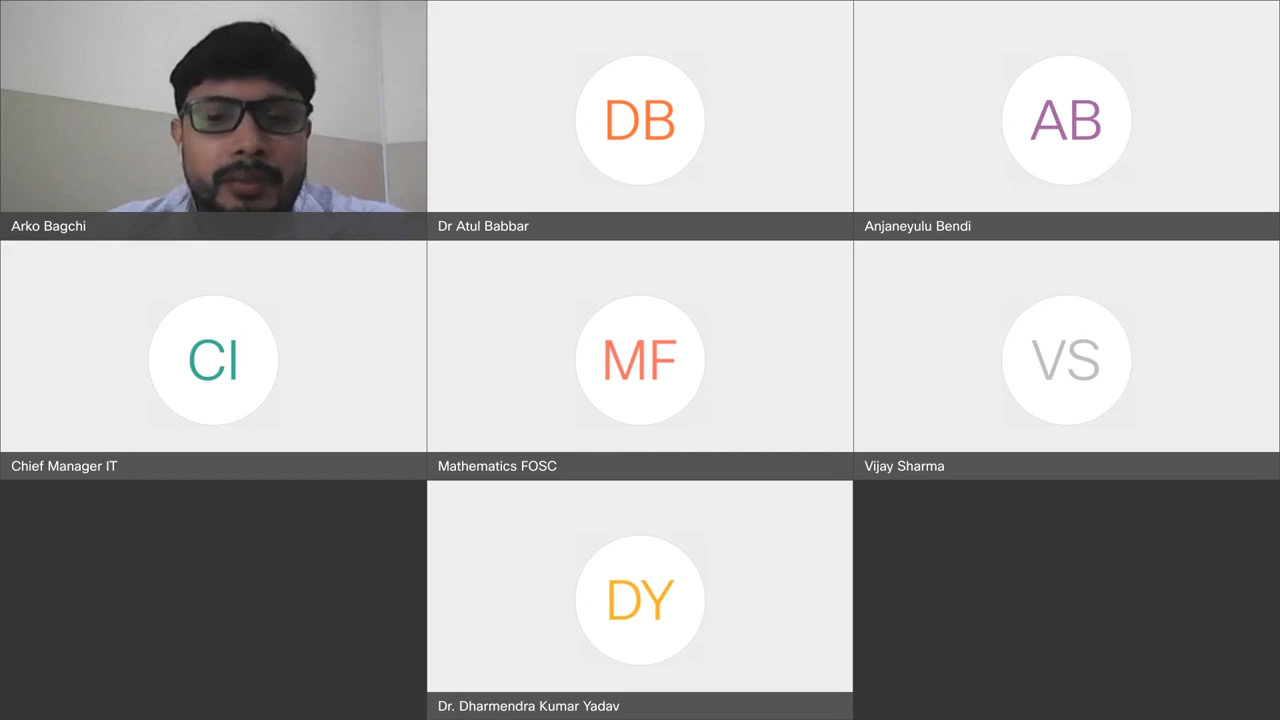 DB
AB
Arko Bagchi
Dr Atul Babbar
Anjaneyulu Bendi
CI
MF
VS
Chief Manager IT
Mathematics FOSC
Vijay Sharma
DY
Dr. Dharmendra Kumar Yadav